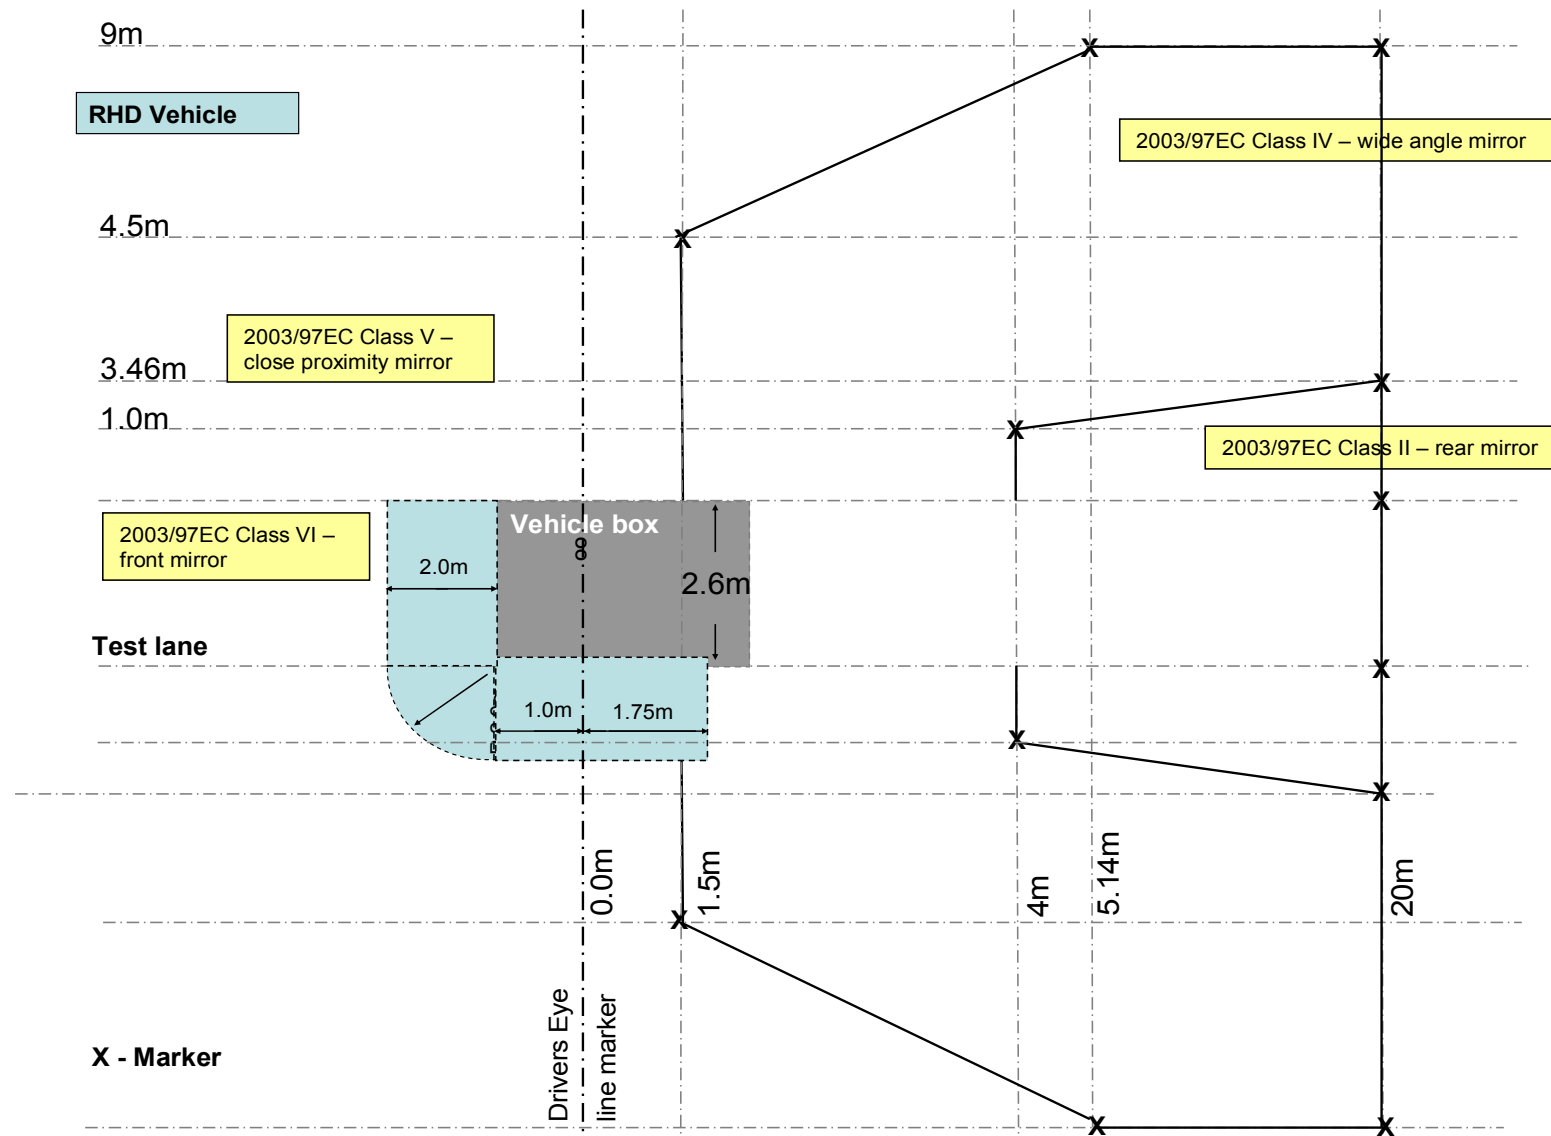 9m
RHD Vehicle
2003/97EC Class IV – wide angle mirror
4.5m
2003/97EC Class V –
close proximity mirror
3.46m
1.0m
2003/97EC Class II – rear mirror
Vehicle box
2003/97EC Class VI –
front mirror
2.0m
2.6m
Test lane
1.0m
1.75m
0.0m
1.5m
4m
5.14m
20m
Drivers Eye
line marker
X - Marker